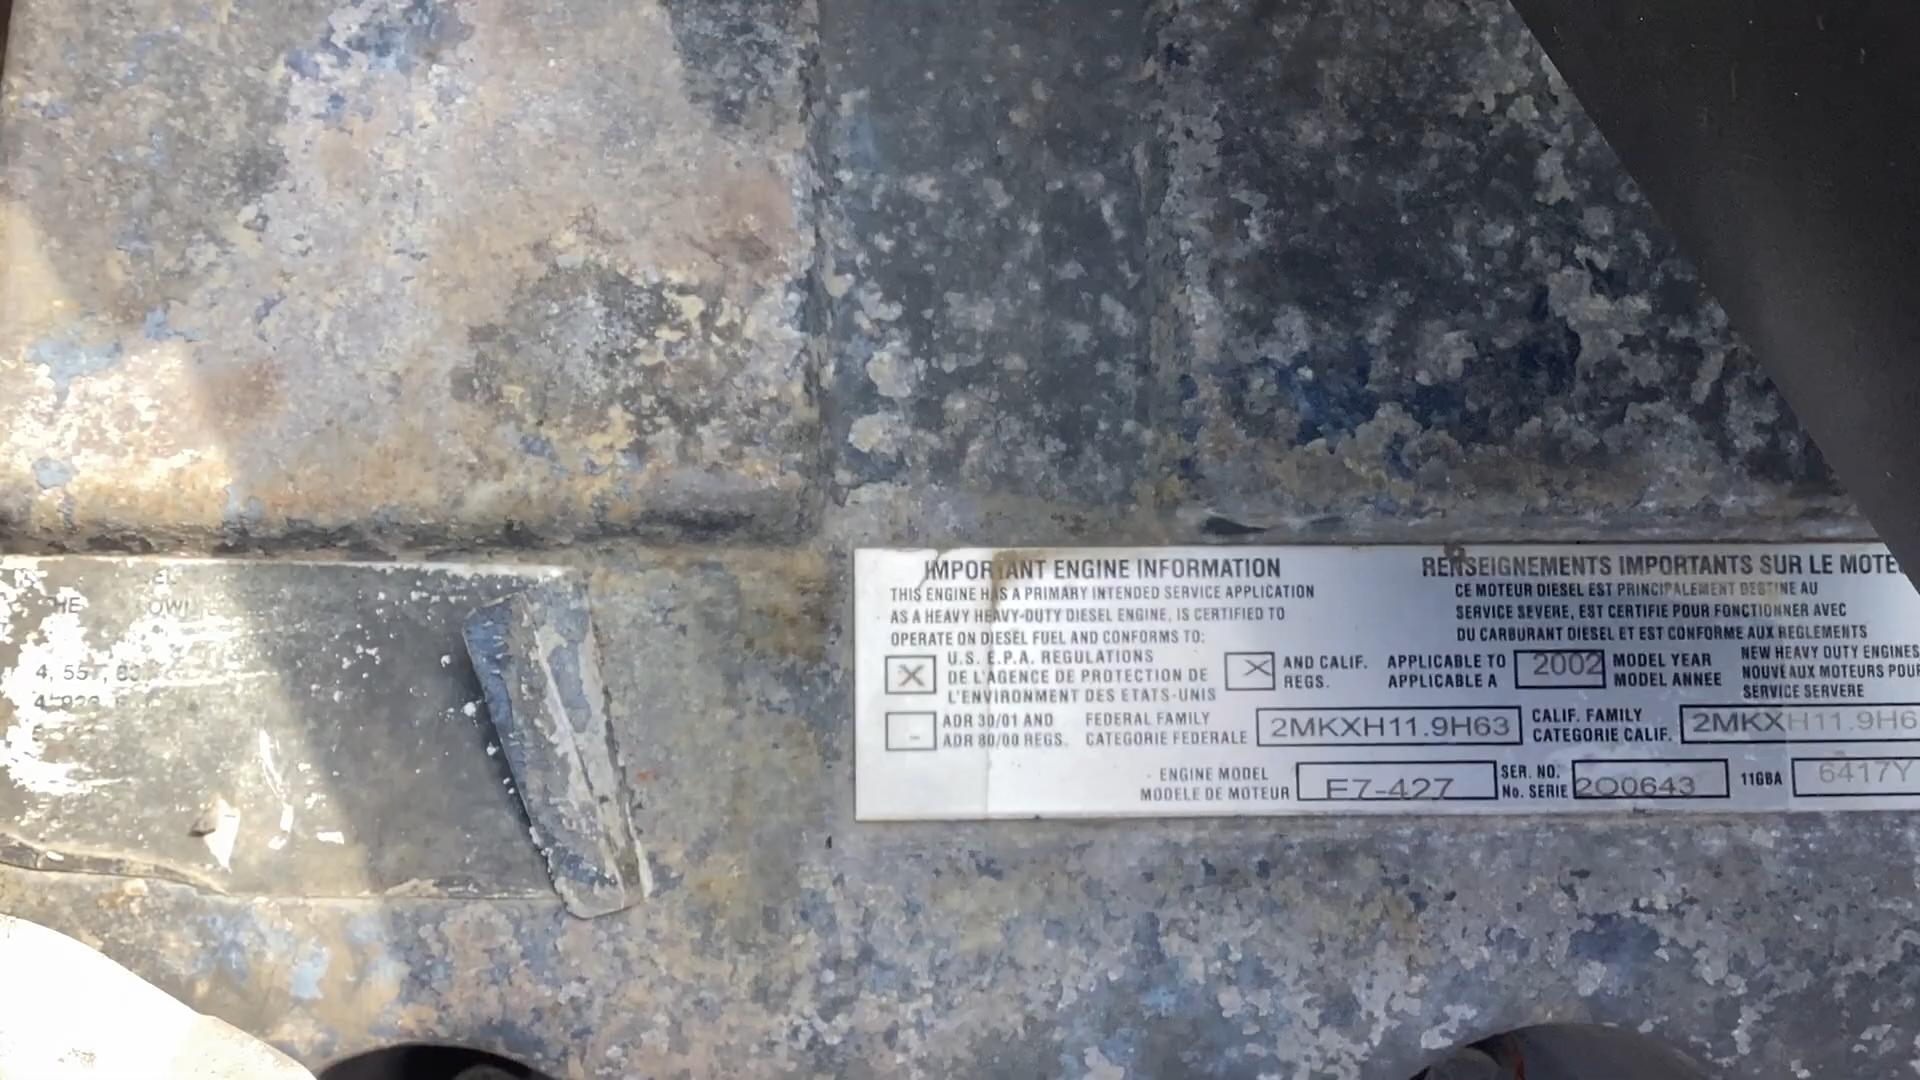 IMPORTANT ENGINE INFORMATION
THIS ENGINE HAS A PRIMARY INTENDED SERVICE APPLICATION
AS A HEAVY HEAVY-DUTY DIESEL ENGINE, IS CERTIFIED TO
OPERATE ON DIESEL FUEL AND CONFORMS TO:
RENSEIGNEMENTS IMPORTANTS SUR LE MOTE
CE MOTEUR DIESEL EST PRINCIPALEMENT DESTINE AU
SERVICE SEVERE, EST CERTIFIE POUR FONCTIONNER AVEC
DU CARBURANT DIESEL ET EST CONFORME AUX REGLEMENTS
X U.S. E.P.A. REGULATIONS
DE L'AGENCE DE PROTECTION DE
L'ENVIRONMENT DES ETATS-UNIS
X AND CALIF.
REGS.
APPLICABLE TO
APPLICABLE A
2002
MODEL YEAR
MODEL ANNÉE
NEW HEAVY DUTY ENGINES
NOUVEAUX MOTEURS POUR
SERVICE SERVERE
- ADR 30/01 AND
ADR 80/00 REGS.
FEDERAL FAMILY
CATEGORIE FEDERALE
2MKXH11.9H63
CALIF. FAMILY
CATEGORIE CALIF.
2MKXH11.9H6
ENGINE MODEL
MODELE DE MOTEUR
E7-427
SER. NO.
No. SERIE
2O0643
11GBA
6417Y